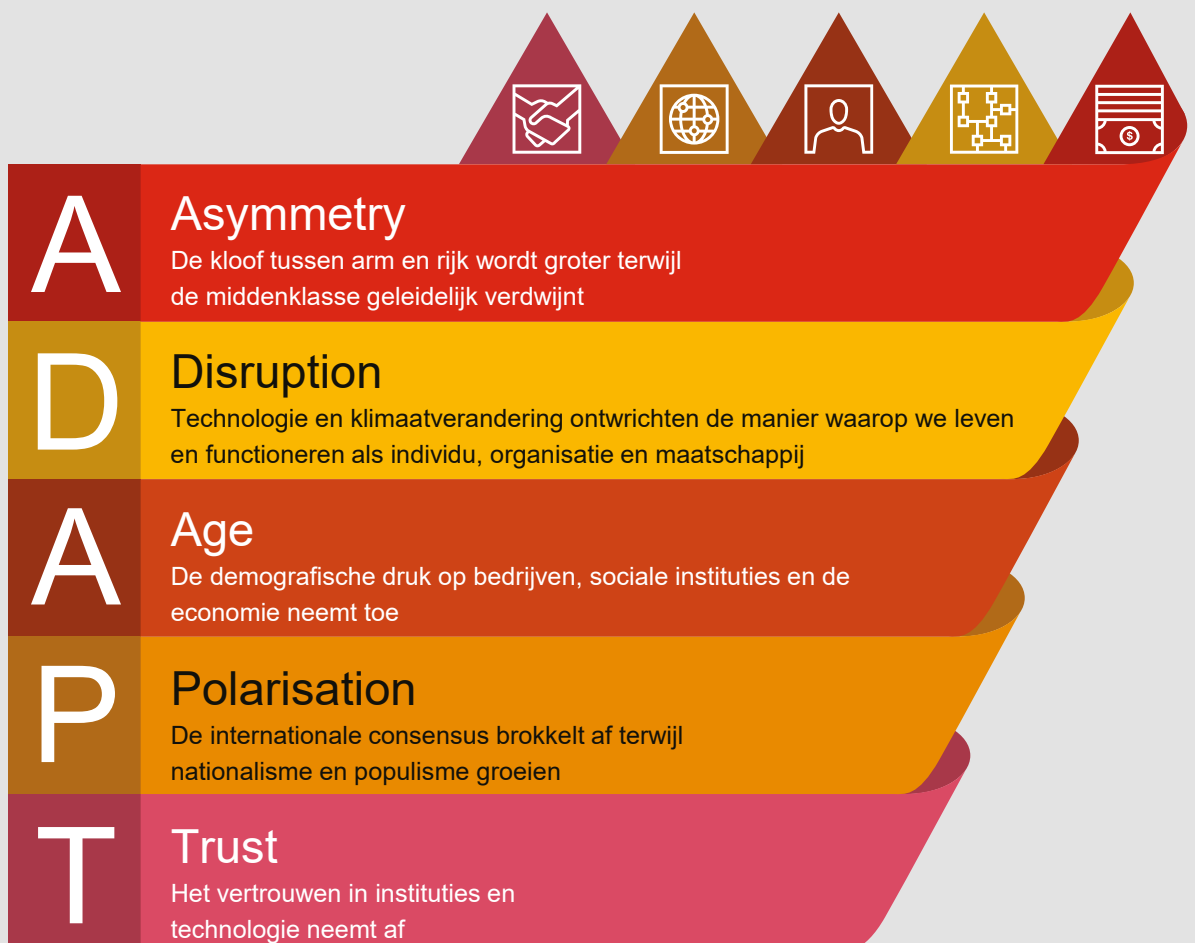 A
Asymmetry
De kloof tussen arm en rijk wordt groter terwijl
de middenklasse geleidelijk verdwijnt
D
Disruption
Technologie en klimaatverandering ontwrichten de manier waarop we leven
en functioneren als individu, organisatie en maatschappij
A
Age
De demografische druk op bedrijven, sociale instituties en de
economie neemt toe
P
Polarisation
De internationale consensus brokkelt af terwijl
nationalisme en populisme groeien
T
Trust
Het vertrouwen in instituties en
technologie neemt af
$